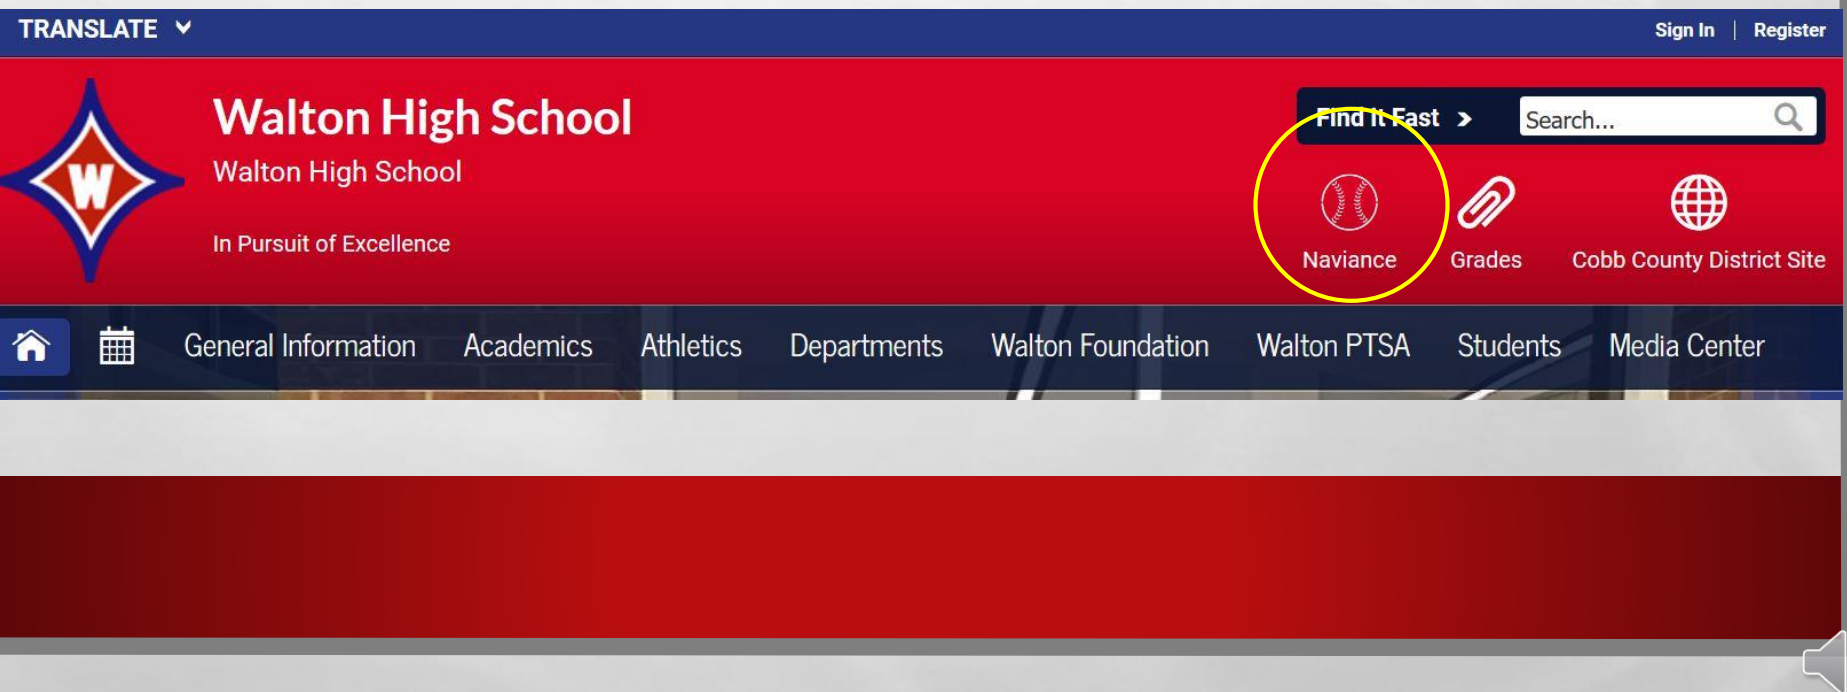 TRANSLATE
Sign In | Register
Walton High School
Find It Fast
Search...
Walton High School
In Pursuit of Excellence
W
Naviance
Grades
Cobb County District Site
General Information
Academics
Athletics
Departments
Walton Foundation
Walton PTSA
Students
Media Center